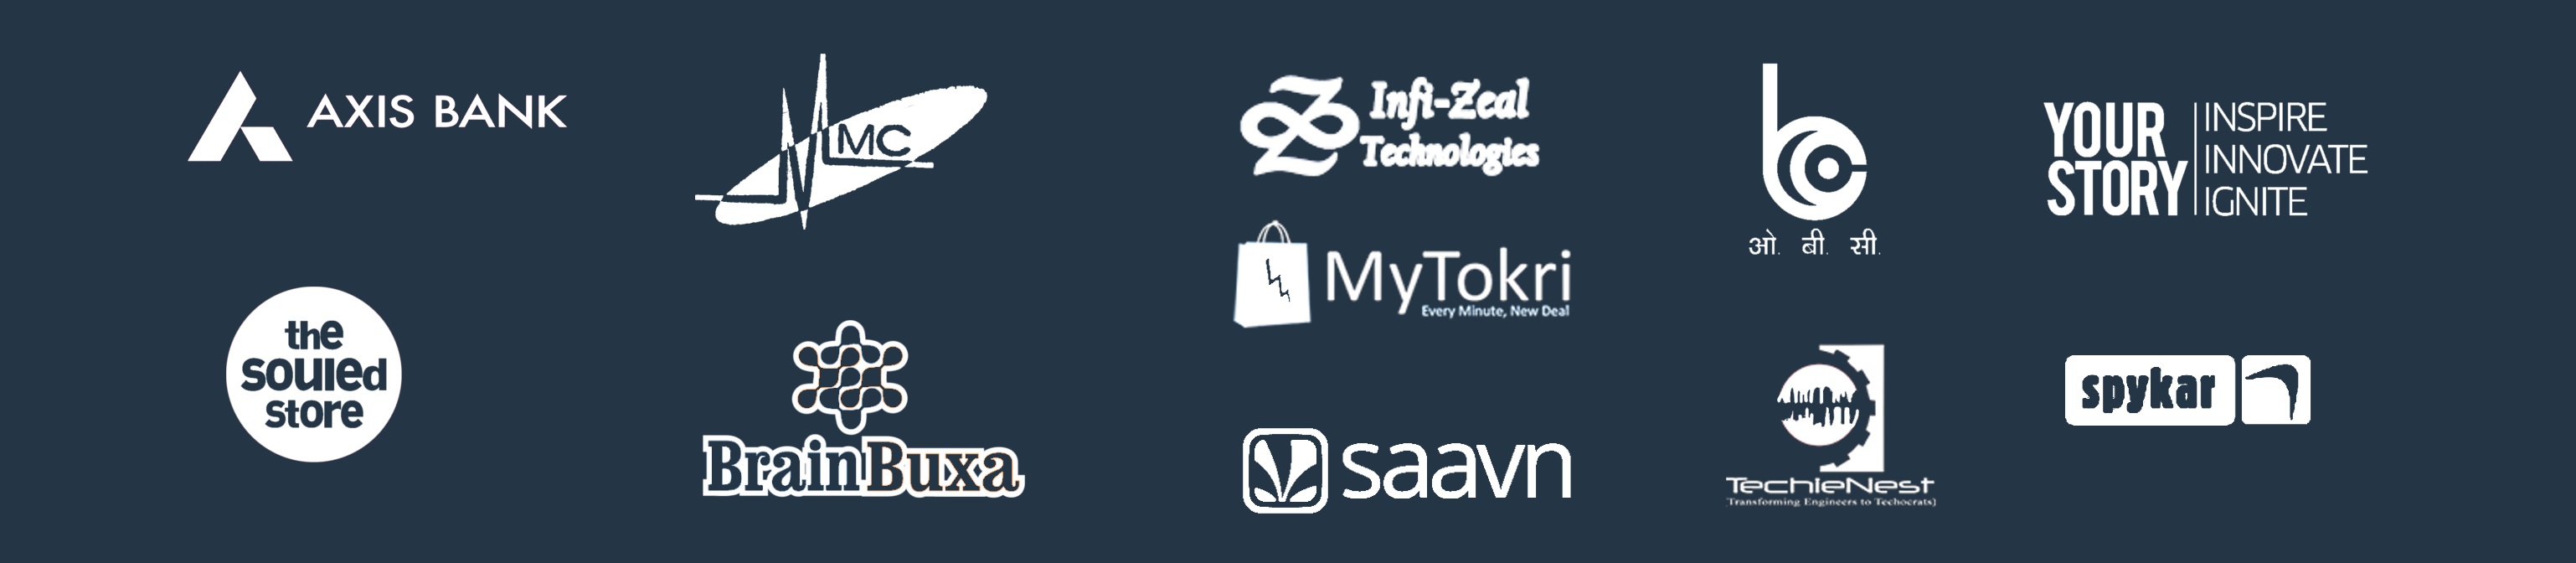 AXIS BANK
MC
Infi-Zeal
Technologies
ओ. बी. सी.
YOUR
STORY
INSPIRE
INNOVATE
IGNITE
MyTokri
Every Minute, New Deal
the
souled
store
BrainBuxa
saavn
TechieNest
(Transforming Engineers to Techocrats)
spykar